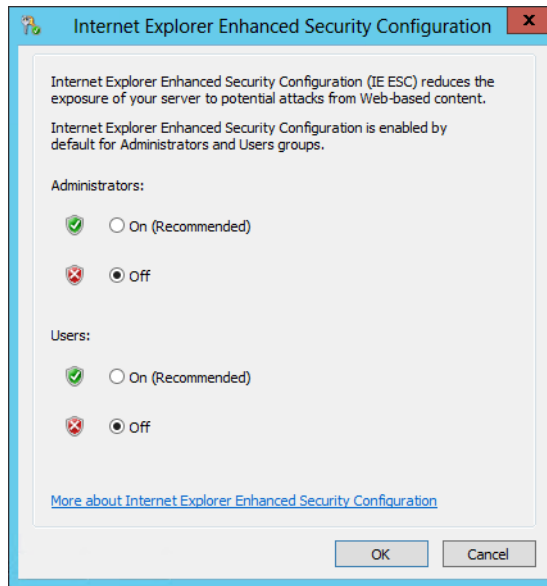 Internet Explorer Enhanced Security Configuration
x
Internet Explorer Enhanced Security Configuration (IE ESC) reduces the
exposure of your server to potential attacks from Web-based content.
Internet Explorer Enhanced Security Configuration is enabled by
default for Administrators and Users groups.
Administrators:
On (Recommended)
Off
Users:
On (Recommended)
Off
More about Internet Explorer Enhanced Security Configuration
OK
Cancel